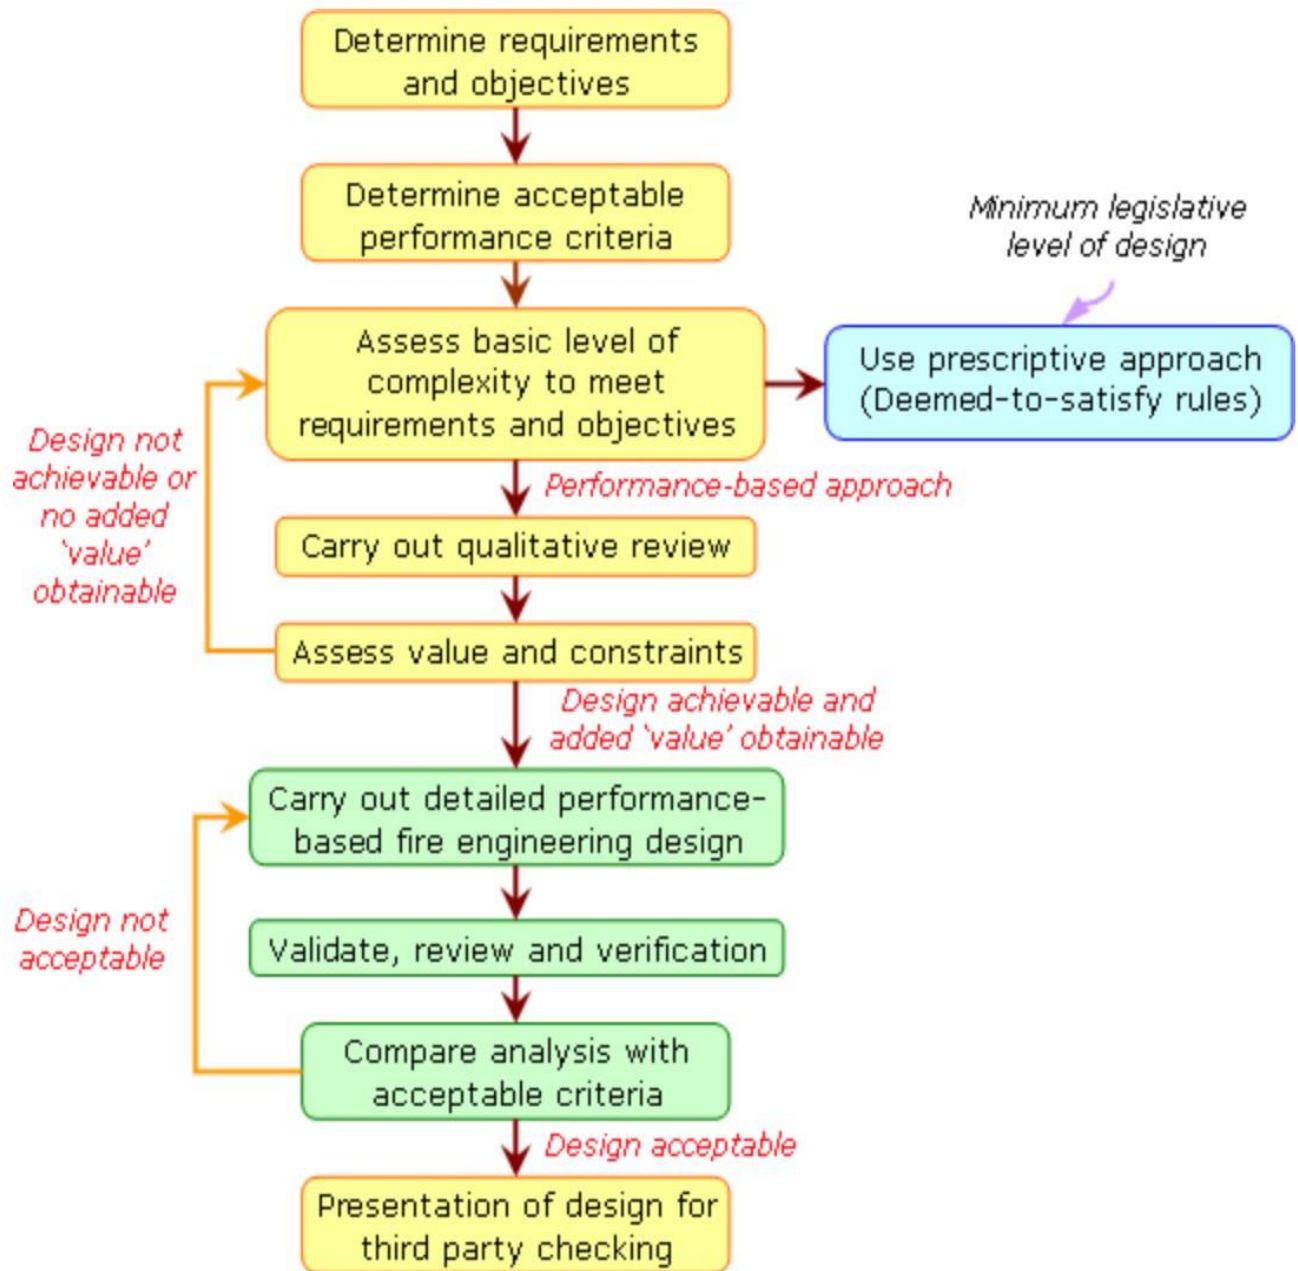 Determine requirements
and objectives
Determine acceptable
performance criteria
Minimum legislative
level of design
Assess basic level of
complexity to meet
requirements and objectives
Use prescriptive approach
(Deemed-to-satisfy rules)
Design not
achievable or
no added
‘value’
obtainable
Performance-based approach
Carry out qualitative review
Assess value and constraints
Design achievable and
added ‘value’ obtainable
Carry out detailed performance-
based fire engineering design
Design not
acceptable
Validate, review and verification
Compare analysis with
acceptable criteria
Design acceptable
Presentation of design for
third party checking